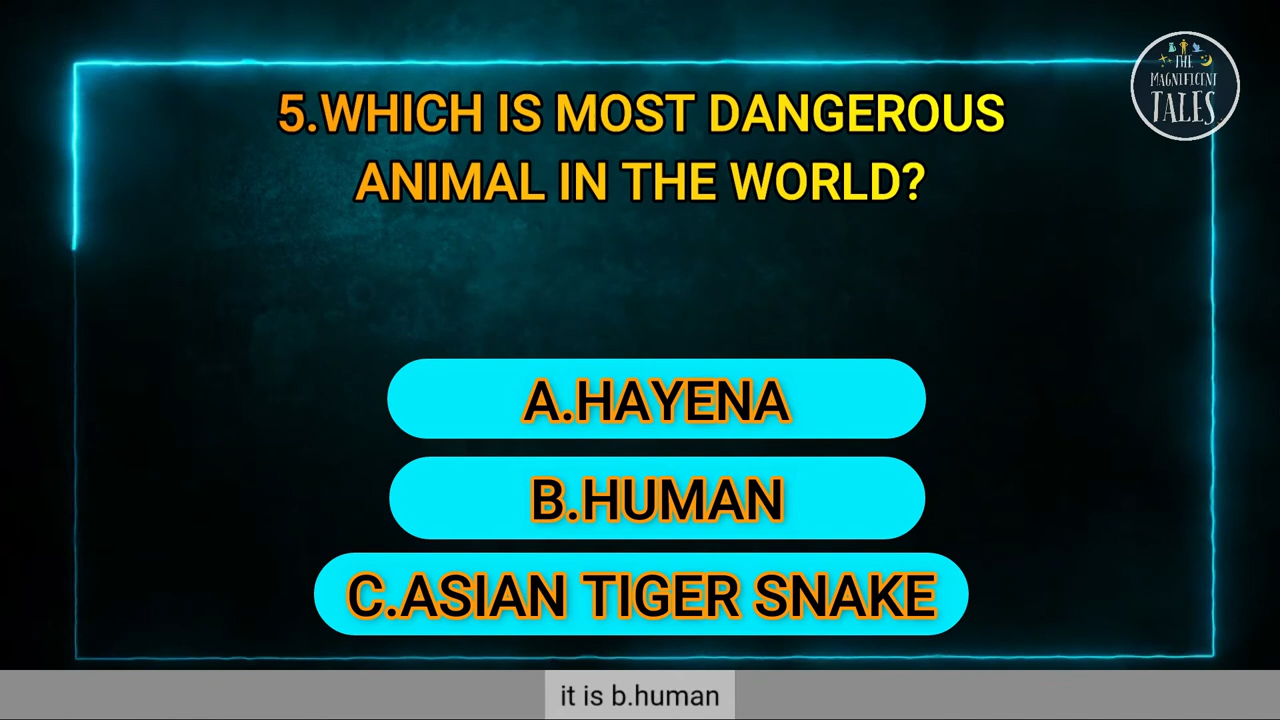 THE
MAGNIFICENT
TALES
5.WHICH IS MOST DANGEROUS
ANIMAL IN THE WORLD?
A.HAYENA
B.HUMAN
C.ASIAN TIGER SNAKE
it is b.human